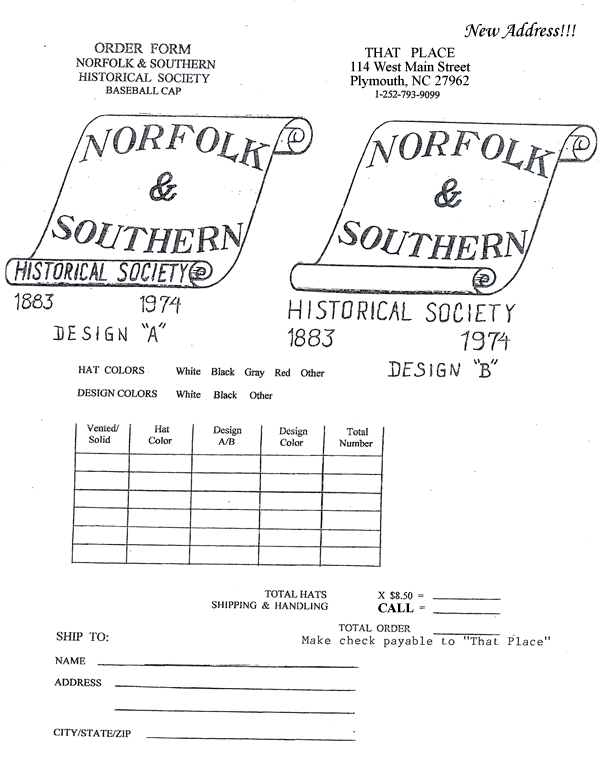 New Address!!!
ORDER FORM
NORFOLK & SOUTHERN
HISTORICAL SOCIETY
BASEBALL CAP
THAT PLACE
114 West Main Street
Plymouth, NC 27962
1-252-793-9099
NORFOLK
&
SOUTHERN
HISTORICAL SOCIETY
1883 1974
DESIGN "A"
NORFOLK
&
SOUTHERN
HISTORICAL SOCIETY
1883 1974
DESIGN "B"
HAT COLORS White Black Gray Red Other
DESIGN COLORS White Black Other
Vented/ Hat Design Design Total
Solid Color A/B Color Number
TOTAL HATS X $8.50 =
SHIPPING & HANDLING CALL =
TOTAL ORDER
Make check payable to "That Place"
SHIP TO:
NAME
ADDRESS
CITY/STATE/ZIP